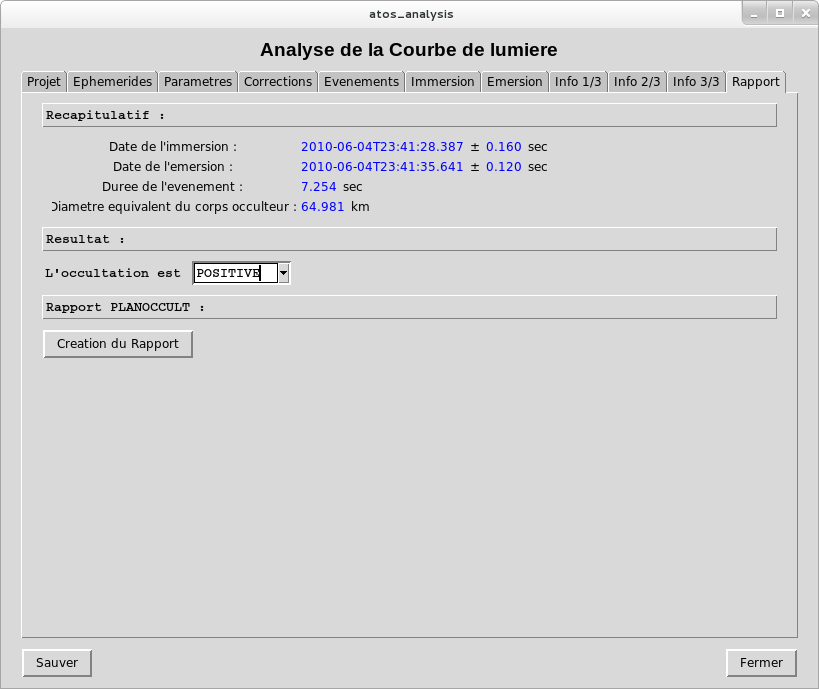 atos_analysis
Analyse de la Courbe de lumiere
Projet Ephemerides Parametres Corrections Evenements Immersion Emersion Info 1/3 Info 2/3 Info 3/3 Rapport
Recapitulatif :
Date de l'immersion : 2010-06-04T23:41:28.387 ± 0.160 sec
Date de l'emersion : 2010-06-04T23:41:35.641 ± 0.120 sec
Duree de l'evenement : 7.254 sec
Diametre equivalent du corps occulteur : 64.981 km
Resultat :
L'occultation est POSITIVE
Rapport PLANOCCULT :
Creation du Rapport
Sauver Fermer